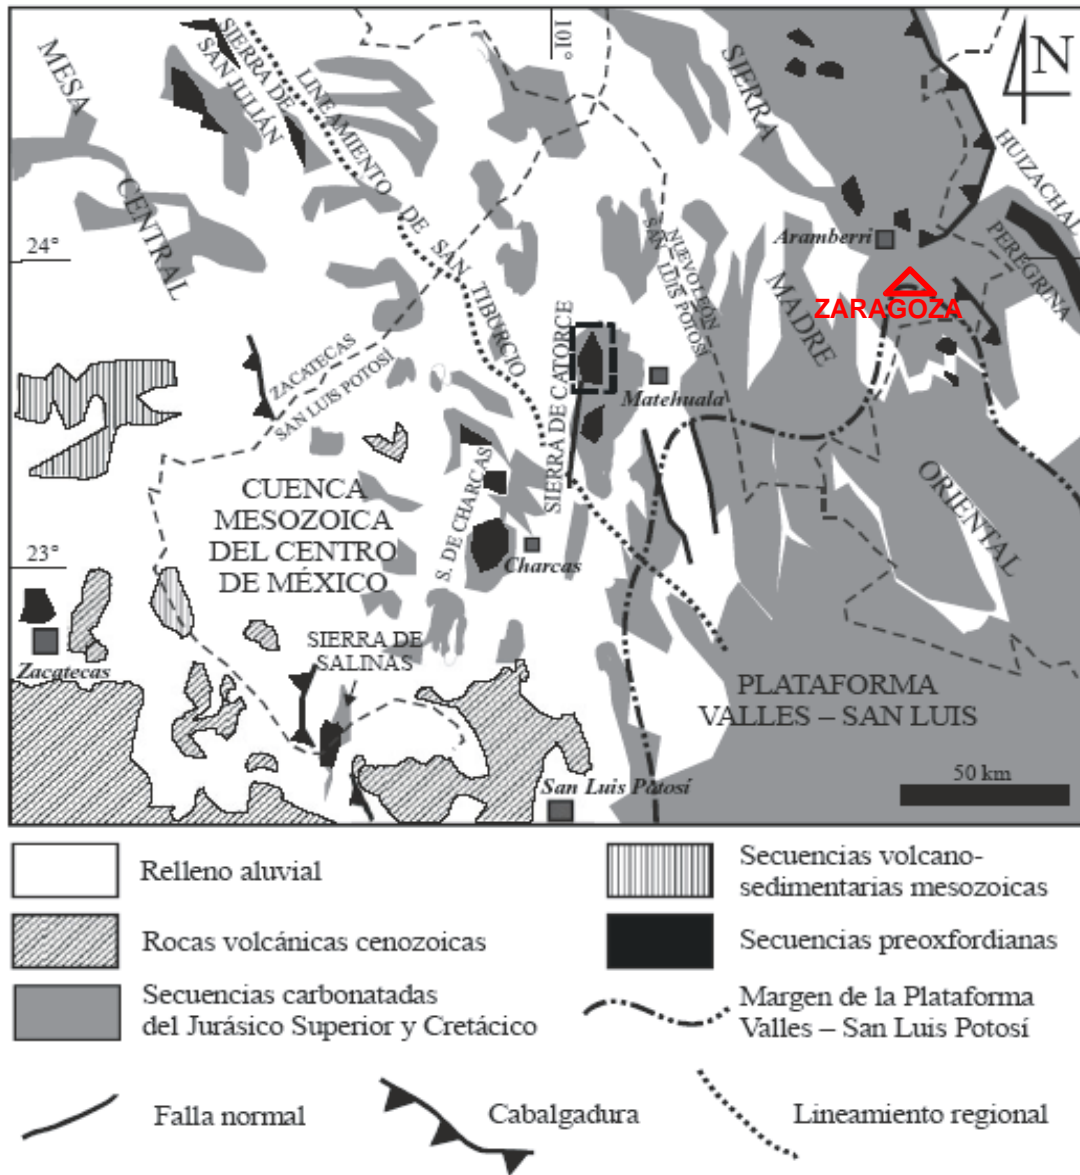 MESA
CENTRAL
SIERRA DE
SAN JULIÁN
LINEAMIENTO DE SAN TIBURCIO
101°
SIERRA
MADRE
ORIENTAL
N
HUIZACHAL
PEREGRINA
24°
Aramberri
ZARAGOZA
NUEVO LEÓN
SAN LUIS POTOSÍ
ZACATECAS
SAN LUIS POTOSÍ
SIERRA DE CATORCE
Matehuala
CUENCA
MESOZOICA
DEL CENTRO
DE MÉXICO
S. DE CHARCAS
23°
Charcas
Zacatecas
SIERRA DE
SALINAS
PLATAFORMA
VALLES – SAN LUIS
San Luis Potosí
50 km
Relleno aluvial
Rocas volcánicas cenozoicas
Secuencias carbonatadas
del Jurásico Superior y Cretácico
Secuencias volcano-
sedimentarias mesozoicas
Secuencias preoxfordianas
Margen de la Plataforma
Valles – San Luis Potosí
Falla normal
Cabalgadura
Lineamiento regional